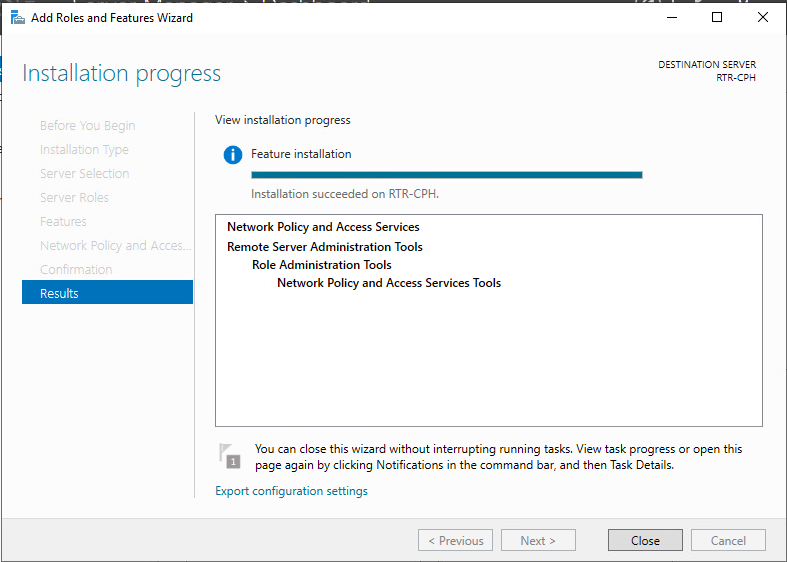 Add Roles and Features Wizard
Installation progress
DESTINATION SERVER
RTR-CPH
Before You Begin
Installation Type
Server Selection
Server Roles
Features
Network Policy and Acces...
Confirmation
Results
View installation progress
Feature installation
Installation succeeded on RTR-CPH.
Network Policy and Access Services
Remote Server Administration Tools
Role Administration Tools
Network Policy and Access Services Tools
1
You can close this wizard without interrupting running tasks. View task progress or open this
page again by clicking Notifications in the command bar, and then Task Details.
Export configuration settings
< Previous
Next >
Close
Cancel